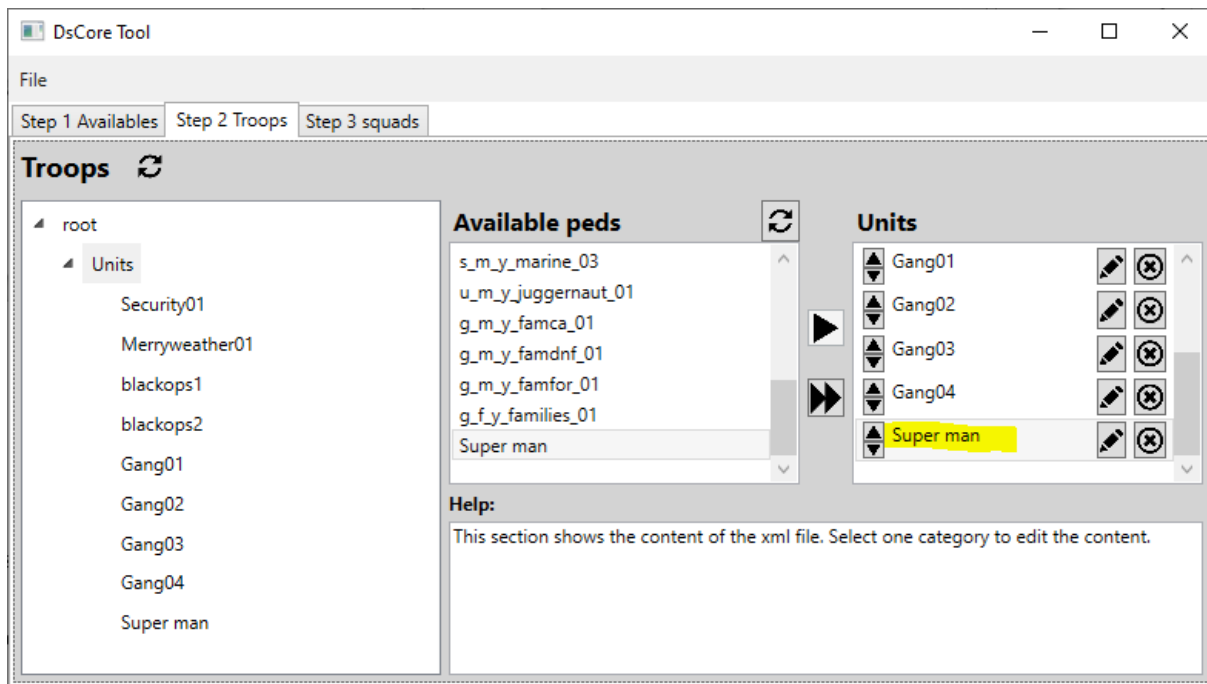 DsCore Tool
File
Step 1 Availables
Step 2 Troops
Step 3 squads
Troops
root
Units
Security01
Merryweather01
blackops1
blackops2
Gang01
Gang02
Gang03
Gang04
Super man
Available peds
s_m_y_marine_03
u_m_y_juggernaut_01
g_m_y_famca_01
g_m_y_famdnf_01
g_m_y_famfor_01
g_f_y_families_01
Super man
Units
Gang01
Gang02
Gang03
Gang04
Super man
Help:
This section shows the content of the xml file. Select one category to edit the content.